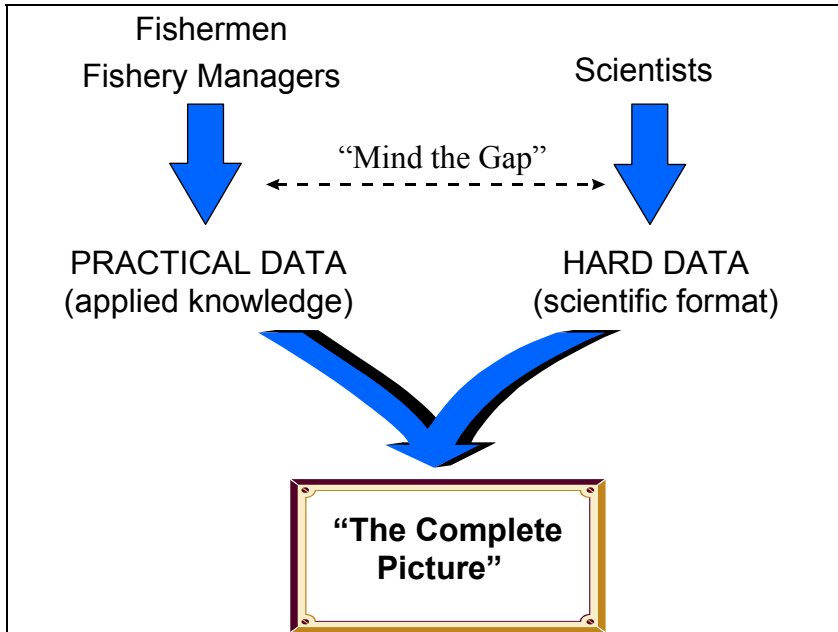 Fishermen
Fishery Managers
Scientists
“Mind the Gap”
PRACTICAL DATA
(applied knowledge)
HARD DATA
(scientific format)
“The Complete
Picture”